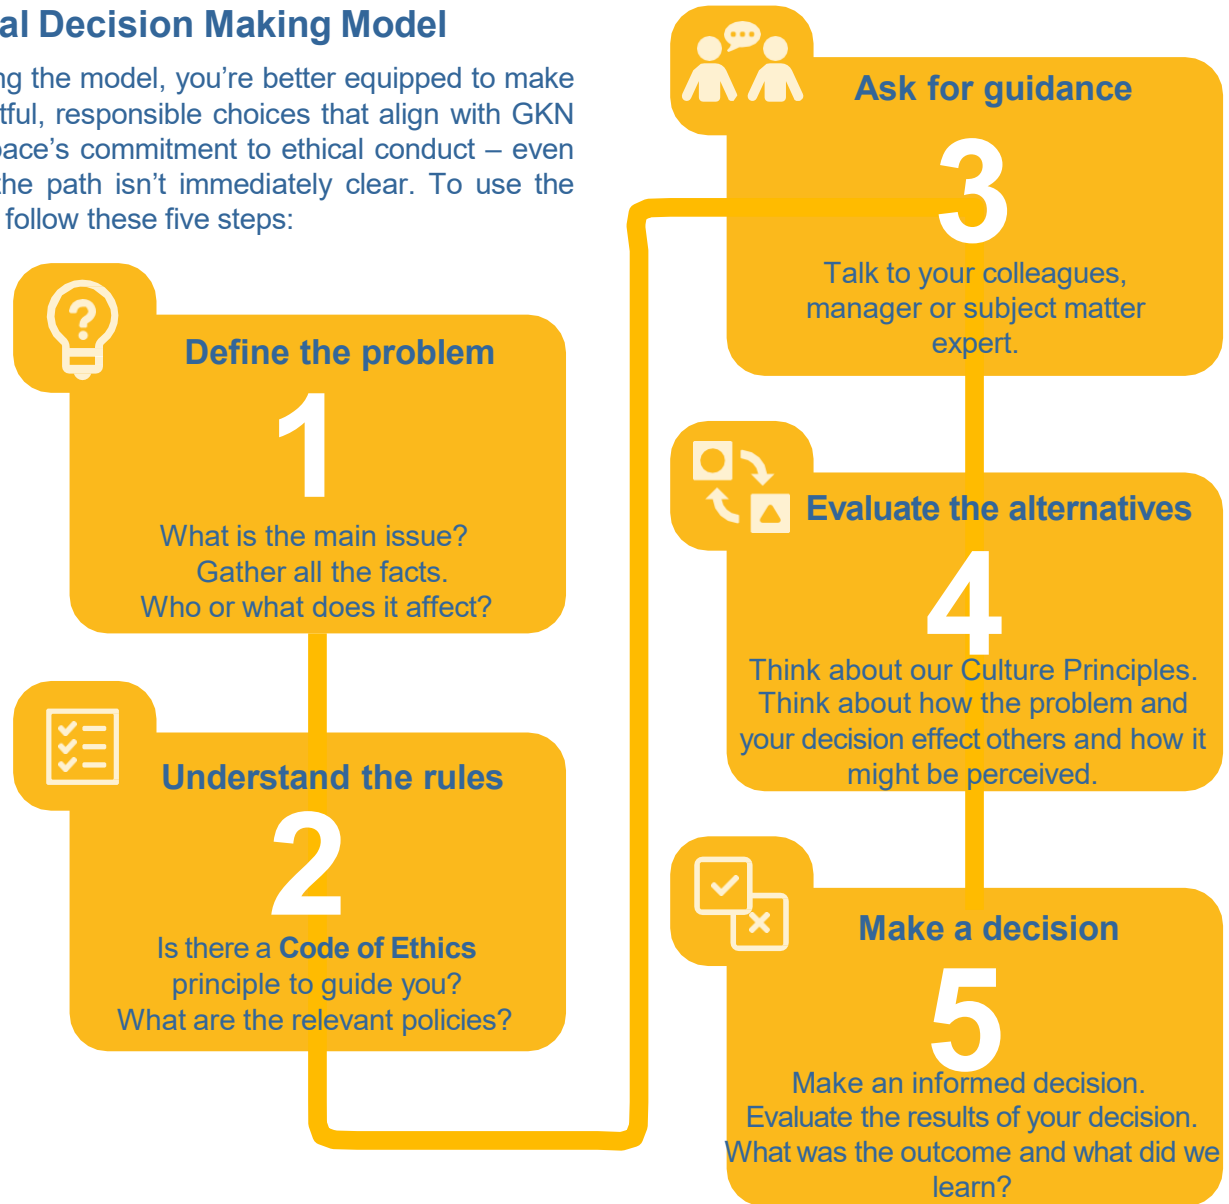 al Decision Making Model
ng the model, you're better equipped to make
tful, responsible choices that align with GKN
pace's commitment to ethical conduct – even
the path isn't immediately clear. To use the
follow these five steps:
Define the problem
1
What is the main issue?
Gather all the facts.
Who or what does it affect?
Understand the rules
2
Is there a Code of Ethics
principle to guide you?
What are the relevant policies?
Ask for guidance
3
Talk to your colleagues,
manager or subject matter
expert.
Evaluate the alternatives
4
Think about our Culture Principles.
Think about how the problem and
your decision effect others and how it
might be perceived.
Make a decision
5
Make an informed decision.
Evaluate the results of your decision.
What was the outcome and what did we
learn?